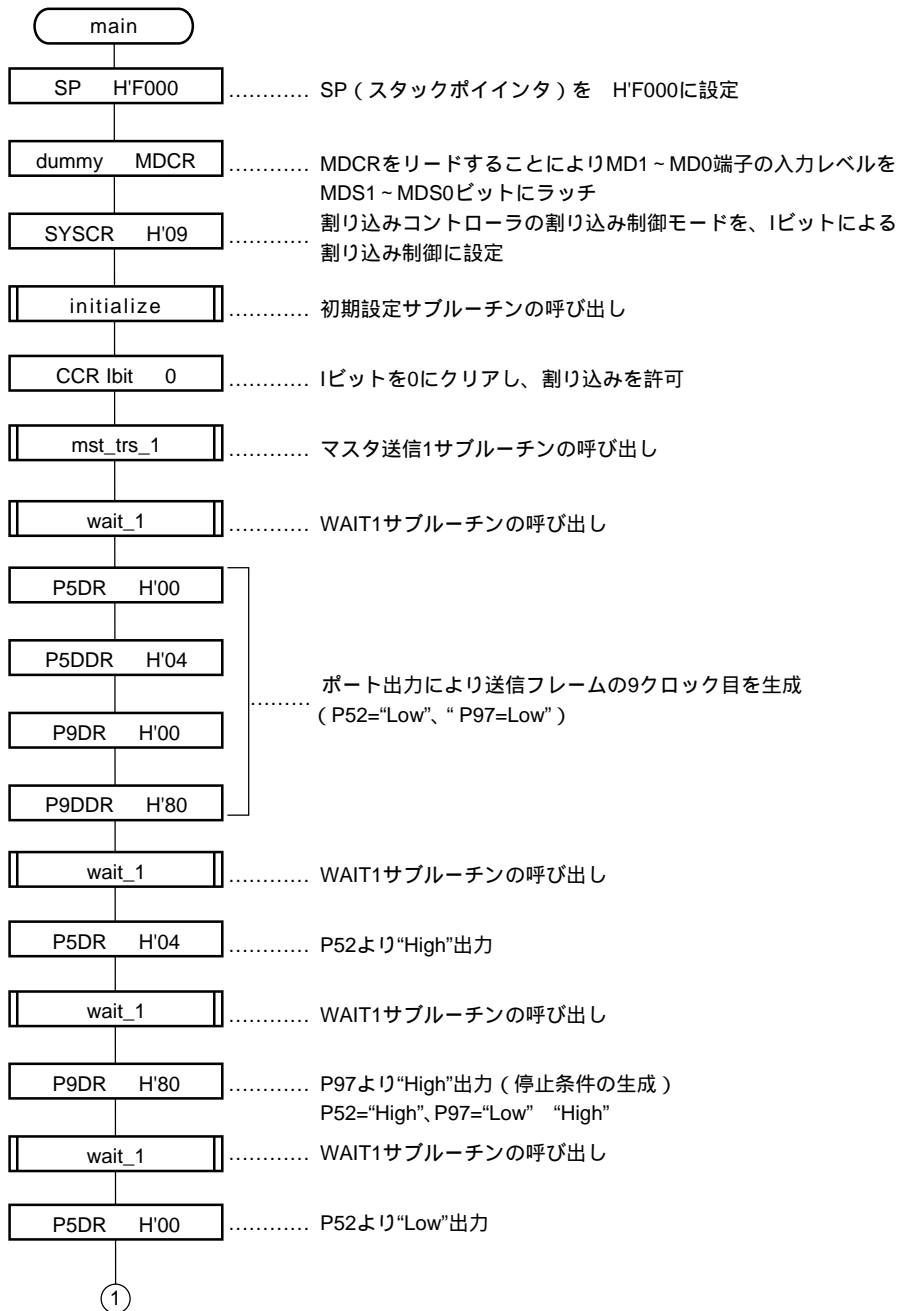 main
SP H'F000 ………… SP（スタックポイインタ）を H'F000に設定
dummy MDCR ………… MDCRをリードすることによりMD1～MD0端子の入力レベルを
MDS1～MDS0ビットにラッチ
SYSCR H'09 ………… 割り込みコントローラの割り込み制御モードを、Iビットによる
割り込み制御に設定
initialize ………… 初期設定サブルーチンの呼び出し
CCR Ibit 0 ………… Iビットを0にクリアし、割り込みを許可
mst_trs_1 ………… マスタ送信1サブルーチンの呼び出し
wait_1 ………… WAIT1サブルーチンの呼び出し
P5DR H'00
P5DDR H'04
……… ポート出力により送信フレームの9クロック目を生成
（P52=“Low”、“ P97=Low”）
P9DR H'00
P9DDR H'80
wait_1 ………… WAIT1サブルーチンの呼び出し
P5DR H'04 ………… P52より“High”出力
wait_1 ………… WAIT1サブルーチンの呼び出し
P9DR H'80 ………… P97より“High”出力（停止条件の生成）
P52=“High”、P97=“Low” “High”
wait_1 ………… WAIT1サブルーチンの呼び出し
P5DR H'00 ………… P52より“Low”出力
1